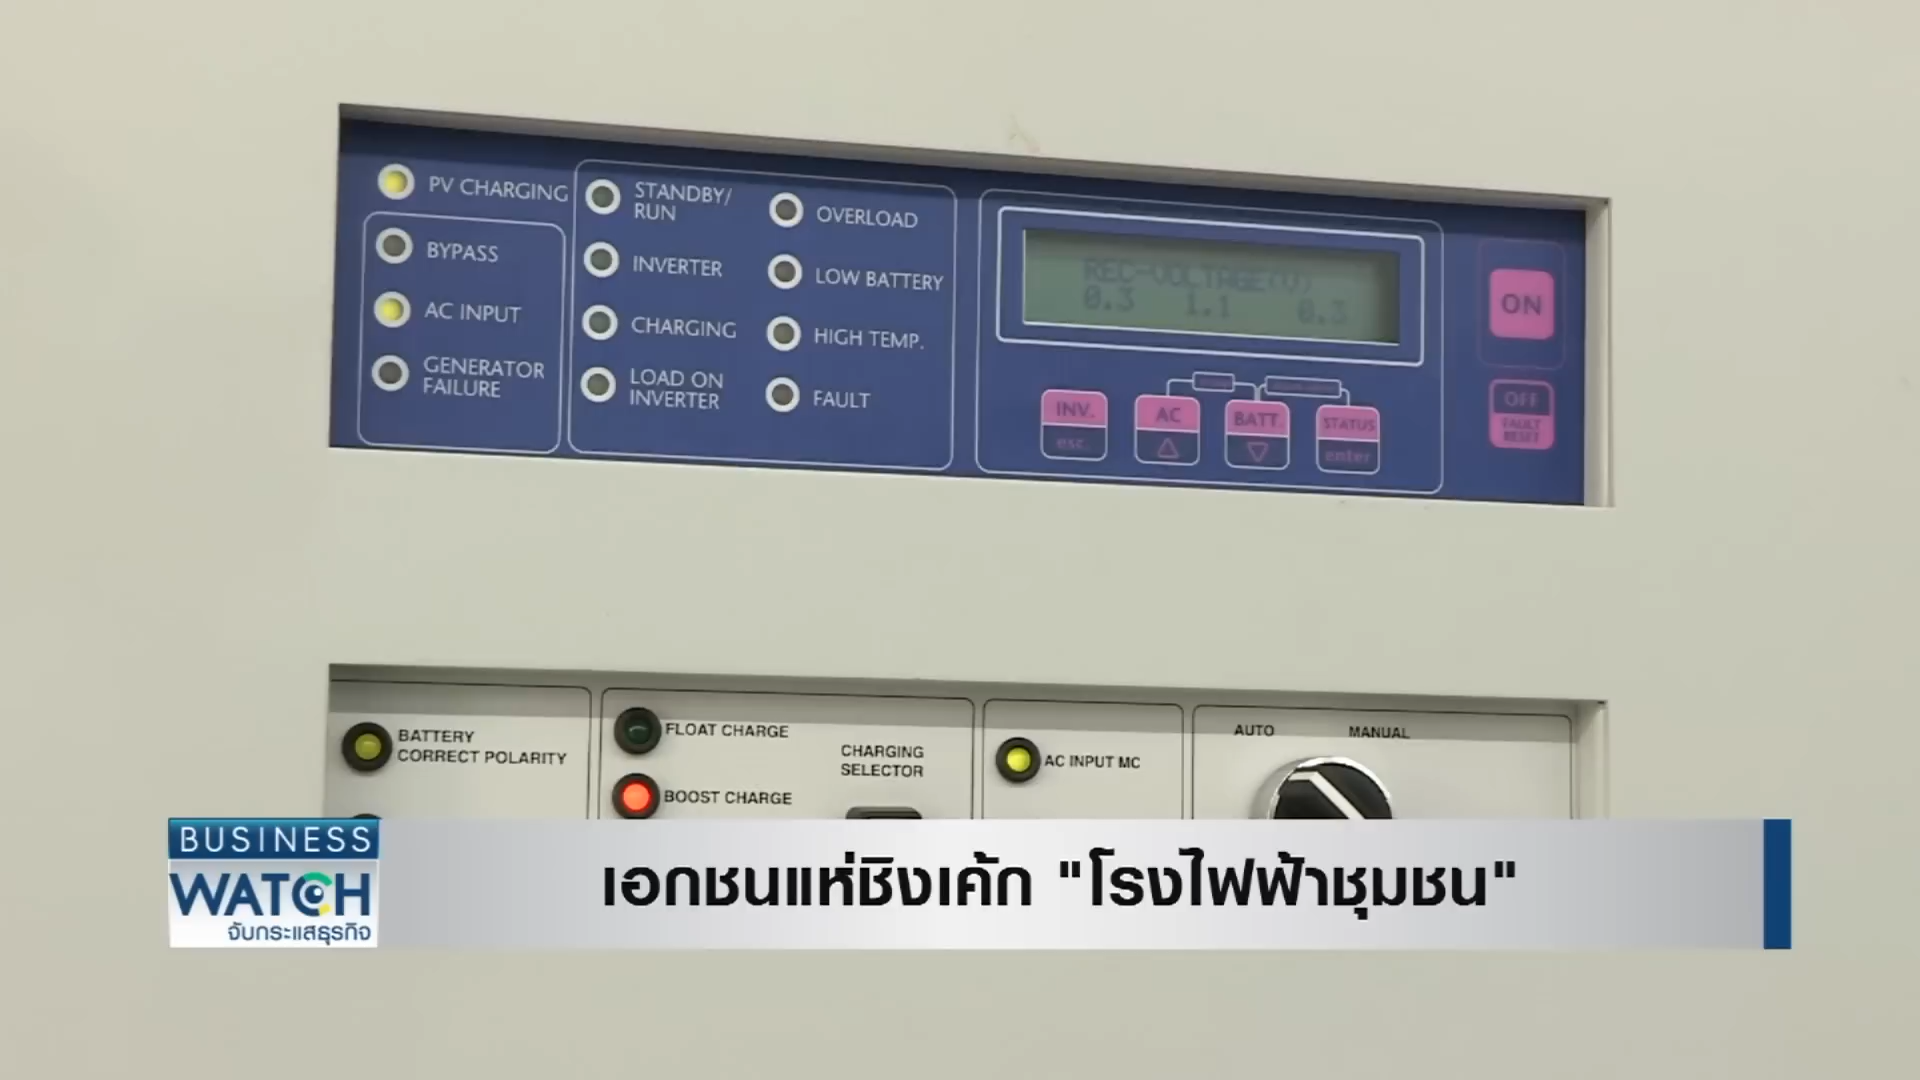 PV CHARGING
BYPASS
AC INPUT
GENERATOR
FAILURE
STANDBY/
RUN
INVERTER
CHARGING
LOAD ON
INVERTER
OVERLOAD
LOW BATTERY
HIGH TEMP.
FAULT
REC-VOLTAGE(V)
0.3 1.1 0.3
INV.
esc.
AC
BATT.
STATUS
enter
ON
OFF
FAULT
RESET
BATTERY
CORRECT POLARITY
FLOAT CHARGE
BOOST CHARGE
CHARGING
SELECTOR
AC INPUT MC
AUTO MANUAL
BUSINESS
WATCH
จับกระแสธุรกิจ
เอกชนแห่ชิงเค้ก "โรงไฟฟ้าชุมชน"